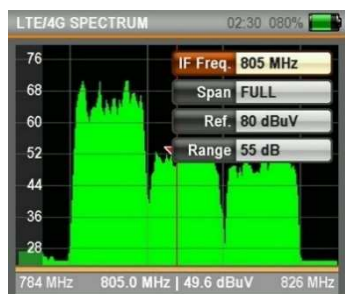 LTE/4G SPECTRUM 02:30 080%
76 IF Freq. 805 MHz
68 Span FULL
60 Ref. 80 dBuV
52 Range 55 dB
44
36
28
784 MHz 805.0 MHz | 49.6 dBuV 826 MHz